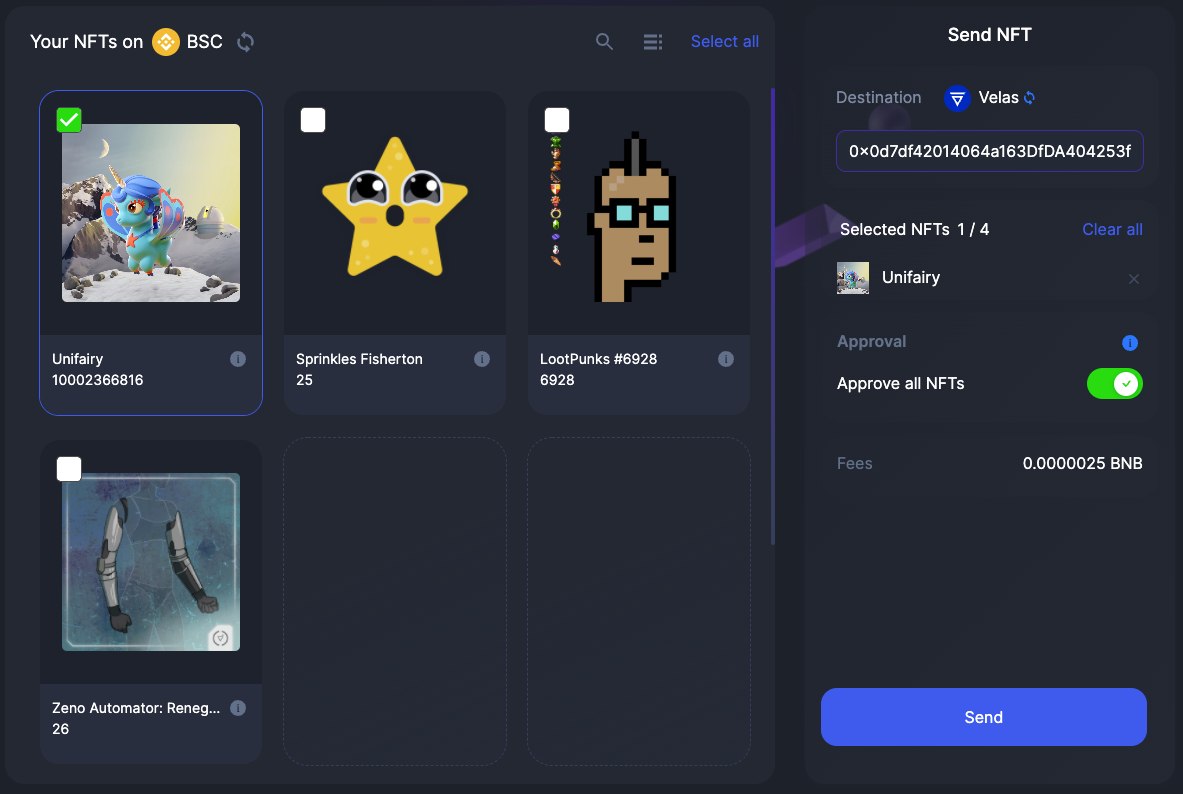 Your NFTs on BSC
Select all
Unifairy
10002366816
Sprinkles Fisherton
25
LootPunks #6928
6928
Zeno Automator: Reneg...
26
Send NFT
Destination Velas
0x0d7df42014064a163DfDA404253f
Selected NFTs 1 / 4
Clear all
Unifairy
Approval
Approve all NFTs
Fees
0.0000025 BNB
Send